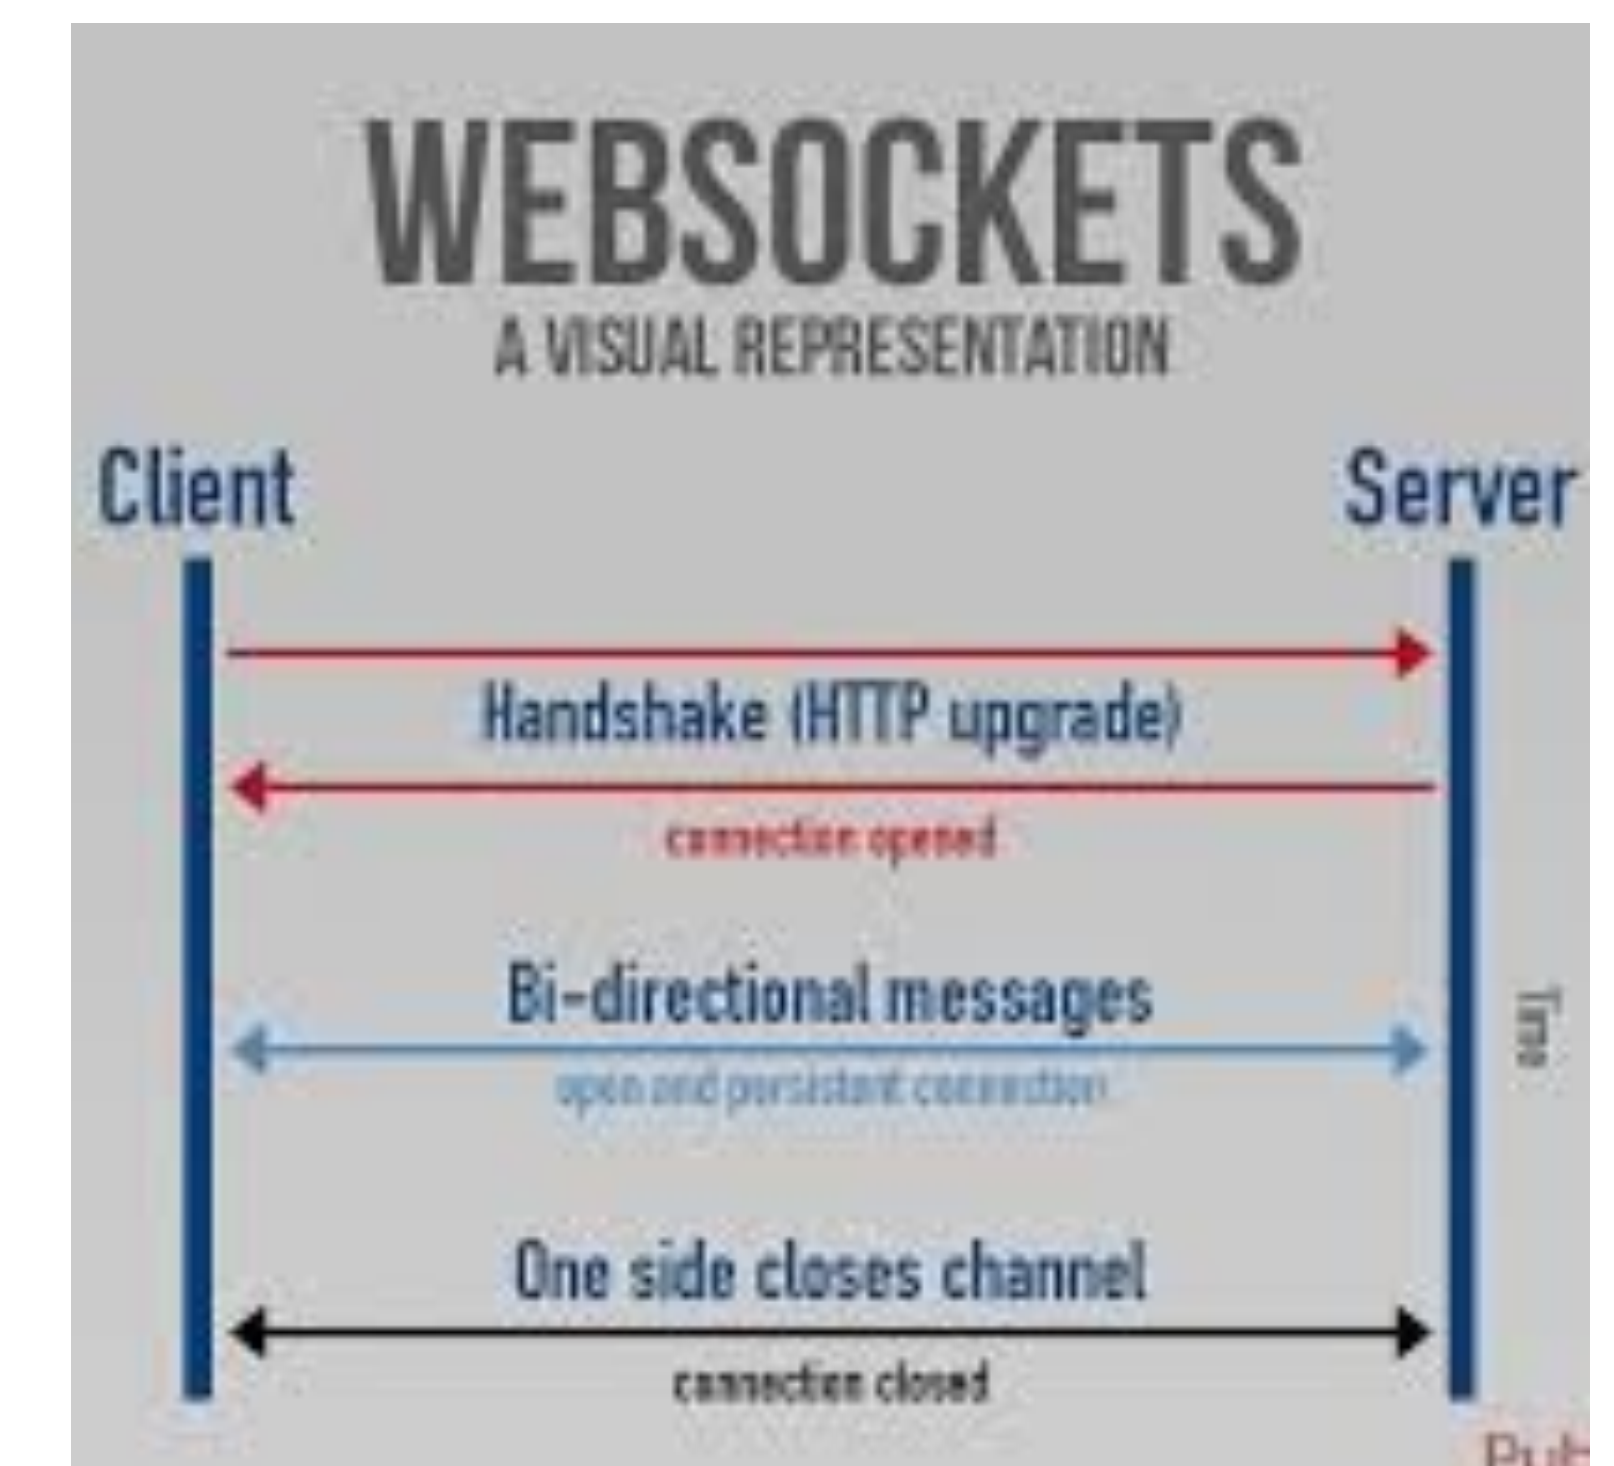 WEBSOCKETS
A VISUAL REPRESENTATION
Client
Server
Handshake (HTTP upgrade)
connection opened
Bi-directional messages
open and persistent connection
Time
One side closes channel
connection closed